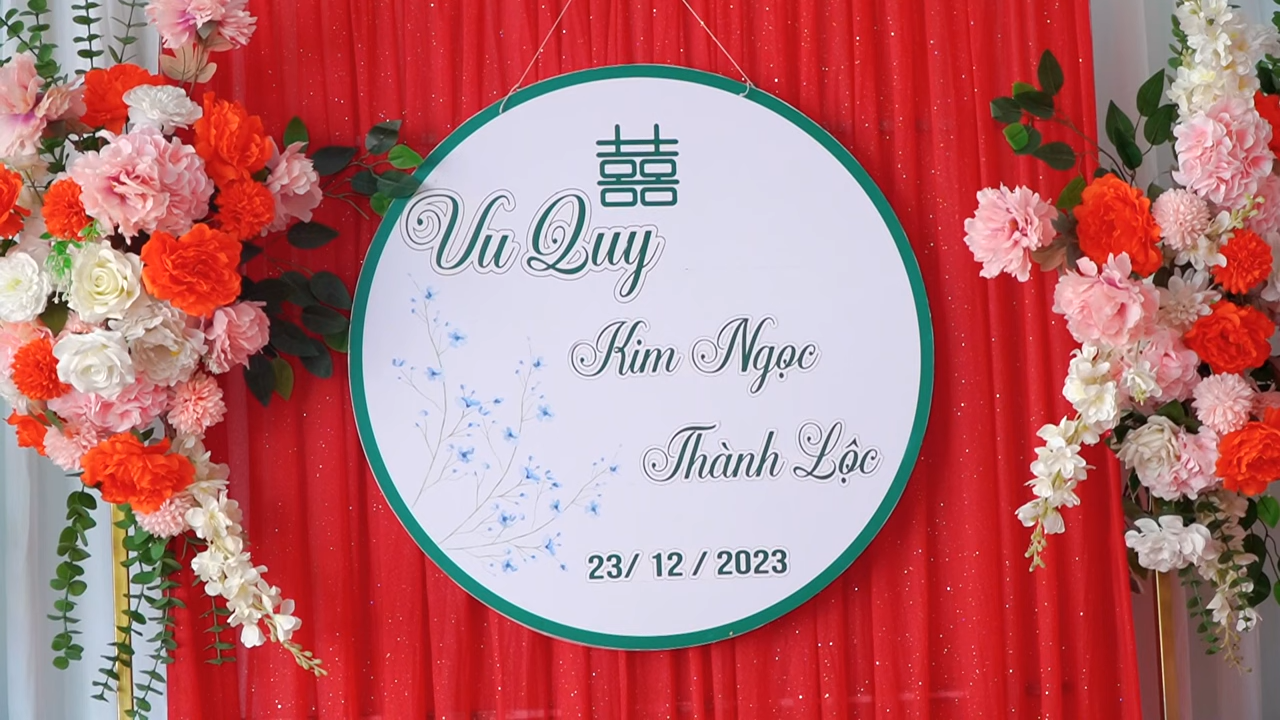 囍
Vu Quy
Kim Ngọc
Thành Lộc
23/ 12 / 2023